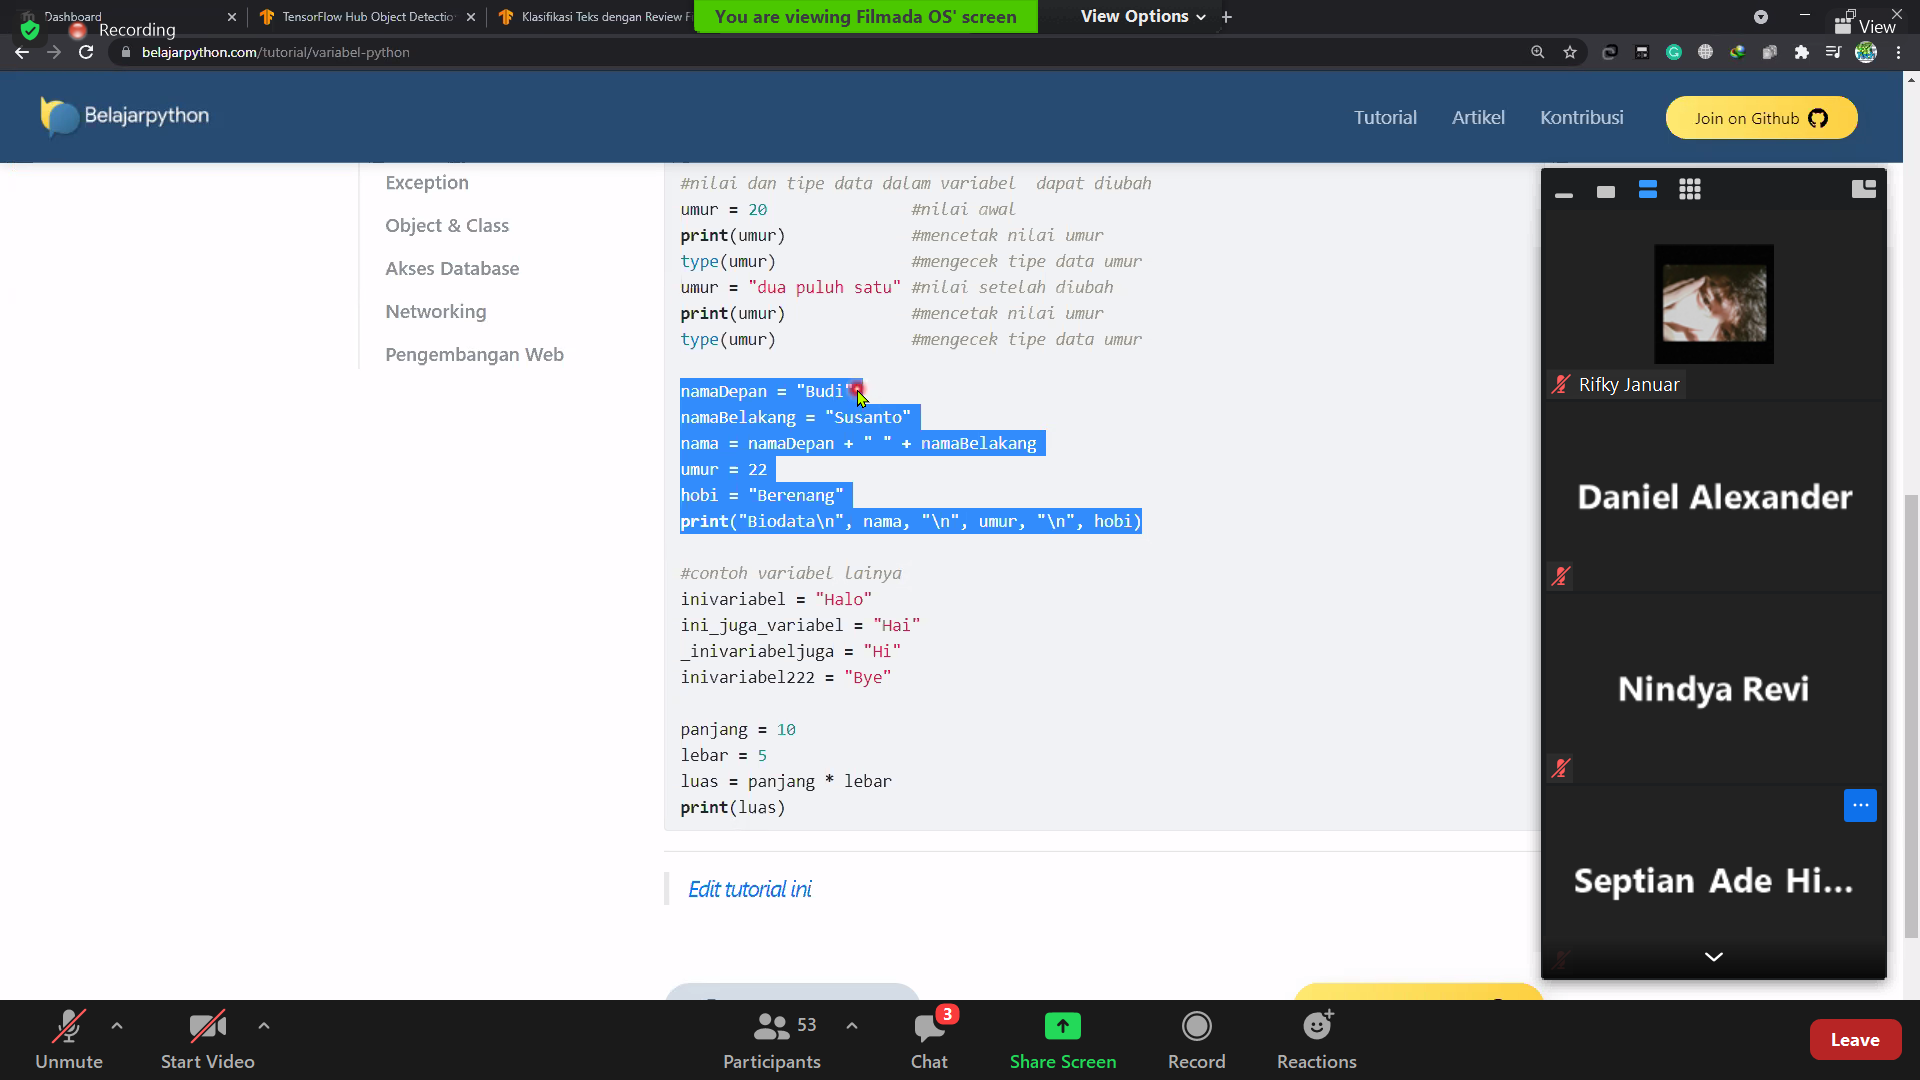 Dashboard
TensorFlow Hub Object Detectio
Klasifikasi Teks dengan Review F
You are viewing Filmada OS' screen
View Options
Recording
View
belajarpython.com/tutorial/variabel-python
Belajarpython
Tutorial
Artikel
Kontribusi
Join on Github
Exception
Object & Class
Akses Database
Networking
Pengembangan Web
#nilai dan tipe data dalam variabel  dapat diubah
umur = 20 #nilai awal
print(umur) #mencetak nilai umur
type(umur) #mengecek tipe data umur
umur = "dua puluh satu" #nilai setelah diubah
print(umur) #mencetak nilai umur
type(umur) #mengecek tipe data umur
namaDepan = "Budi"
namaBelakang = "Susanto"
nama = namaDepan + " " + namaBelakang
umur = 22
hobi = "Berenang"
print("Biodata\n", nama, "\n", umur, "\n", hobi)
#contoh variabel lainya
inivariabel = "Halo"
ini_juga_variabel = "Hai"
_inivariabeljuga = "Hi"
inivariabel222 = "Bye"
panjang = 10
lebar = 5
luas = panjang * lebar
print(luas)
Edit tutorial ini
Rifky Januar
Daniel Alexander
Nindya Revi
Septian Ade Hi...
Unmute
Start Video
53
Participants
3
Chat
Share Screen
Record
Reactions
Leave